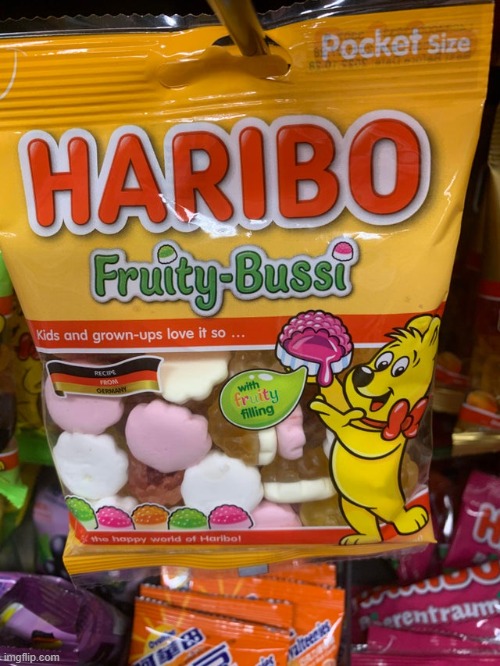 Pocket Size
HARIBO
Fruity-Bussi
Kids and grown-ups love it so ...
RECIPE
FROM
GERMANY
with
fruity
filling
the happy world of Haribo!
imgflip.com